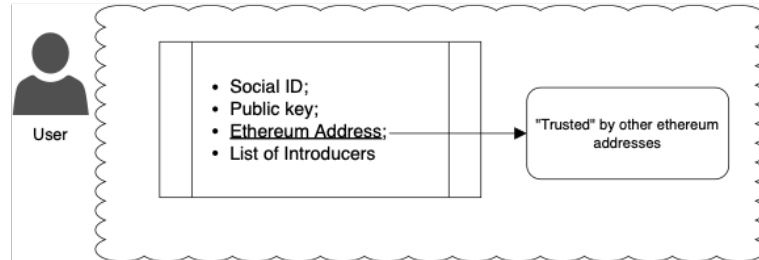 User
• Social ID;
• Public key;
• Ethereum Address;
• List of Introducers
"Trusted" by other ethereum
addresses